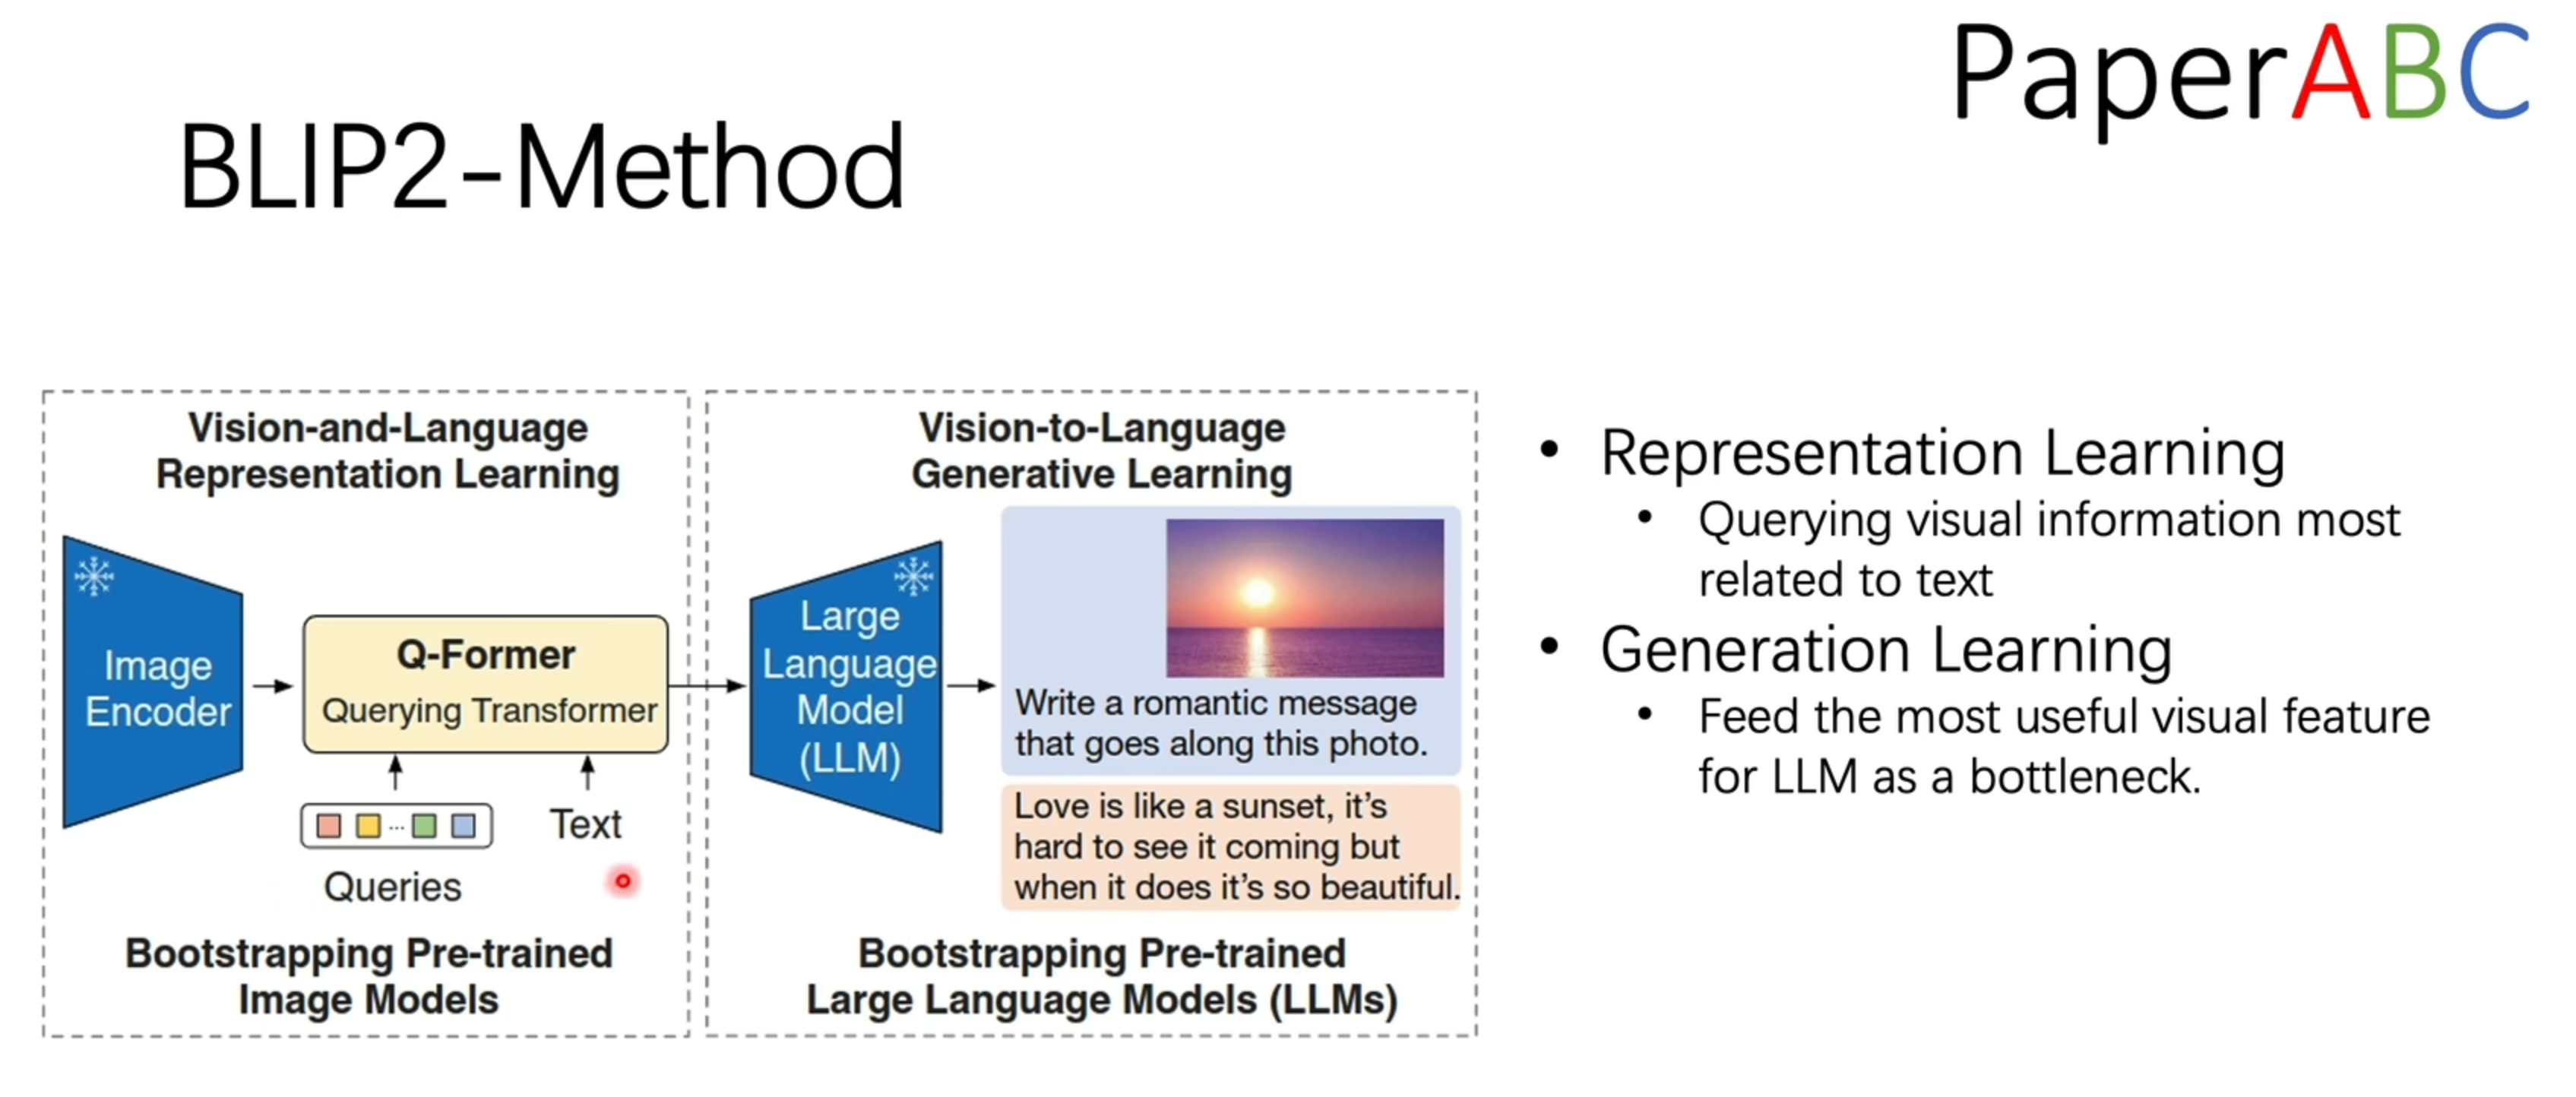 PaperABC
BLIP2-Method
Vision-and-Language
Representation Learning
Image
Encoder
Q-Former
Querying Transformer
...
Queries
Text
Bootstrapping Pre-trained
Image Models
Vision-to-Language
Generative Learning
Large
Language
Model
(LLM)
Write a romantic message
that goes along this photo.
Love is like a sunset, it's
hard to see it coming but
when it does it's so beautiful.
Bootstrapping Pre-trained
Large Language Models (LLMs)
• Representation Learning
• Querying visual information most
related to text
• Generation Learning
• Feed the most useful visual feature
for LLM as a bottleneck.